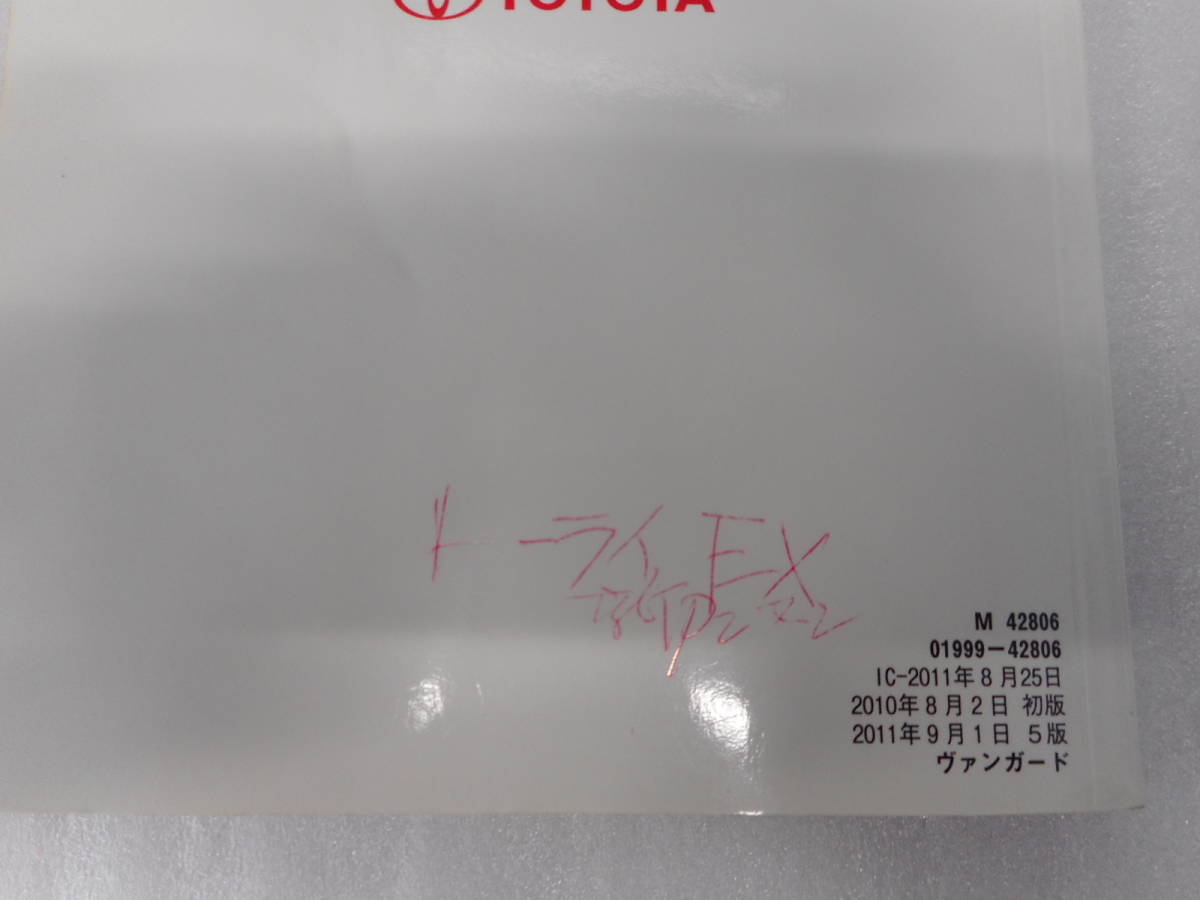 TOYOTA
M 42806
01999-42806
IC-2011年8月25日
2010年8月2日 初版
2011年9月1日 5版
ヴァンガード